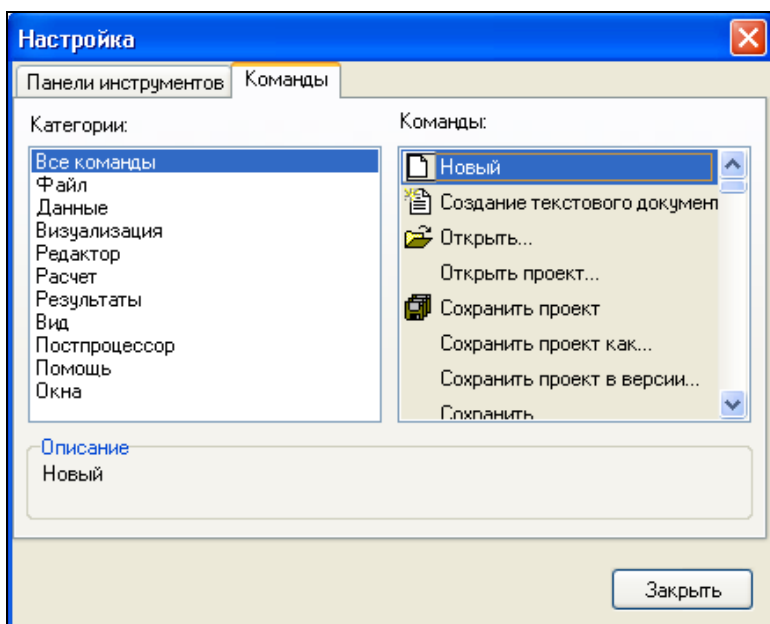 Настройка
Панели инструментов
Команды
Категории:
Все команды
Файл
Данные
Визуализация
Редактор
Расчет
Результаты
Вид
Постпроцессор
Помощь
Окна
Команды:
Новый
Создание текстового документ
Открыть...
Открыть проект...
Сохранить проект
Сохранить проект как...
Сохранить проект в версии...
Сохранить
Описание
Новый
Закрыть